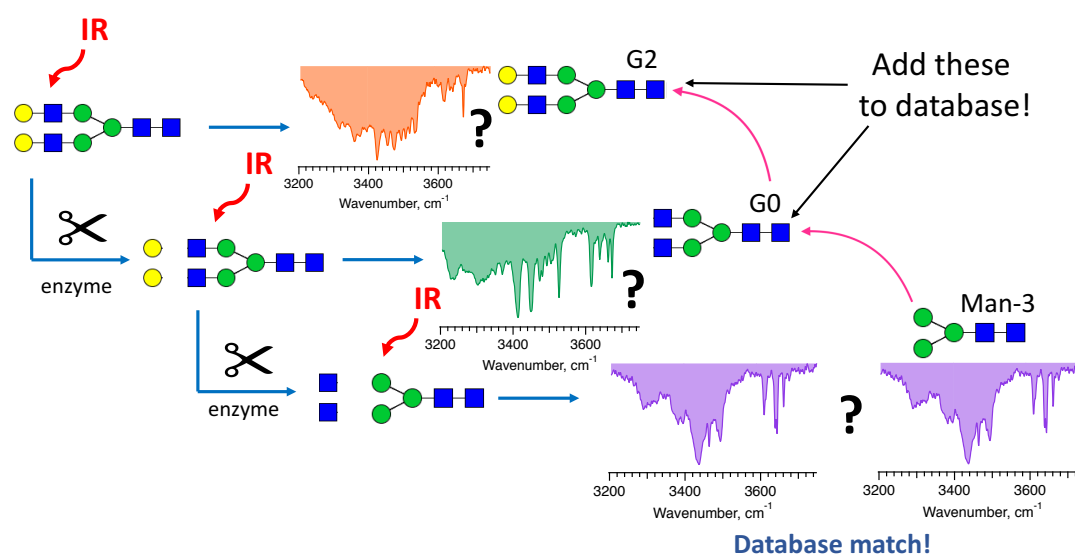 IR
G2
Add these
to database!
?
3200 3400 3600
Wavenumber, cm-1
IR
enzyme
G0
?
3200 3400 3600
Wavenumber, cm-1
IR
Man-3
enzyme
?
3200 3400 3600
Wavenumber, cm-1
3200 3400 3600
Wavenumber, cm-1
Database match!